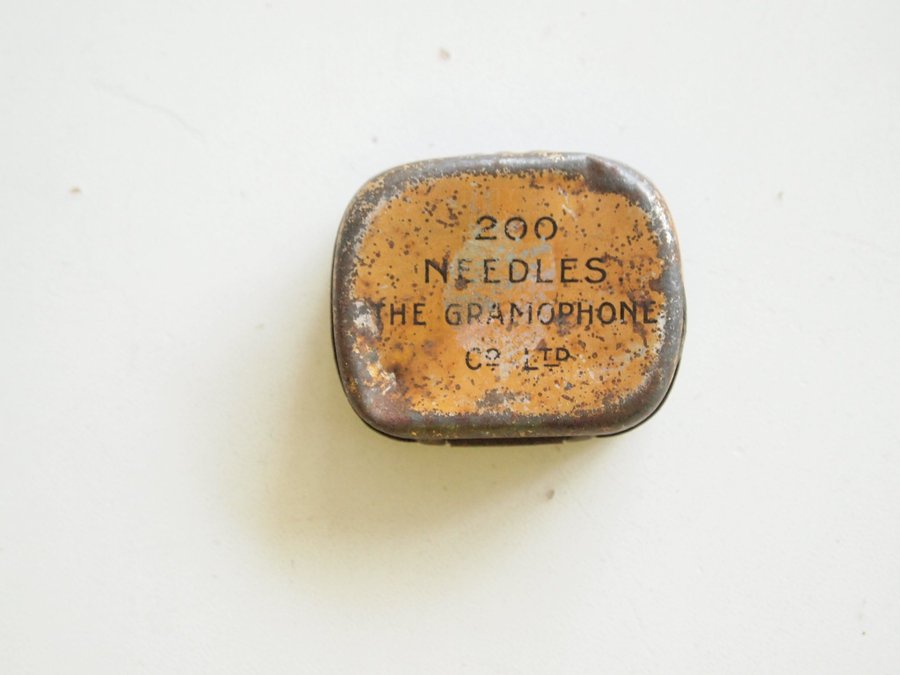 200
NEEDLES
THE GRAMOPHONE
Cº LTD